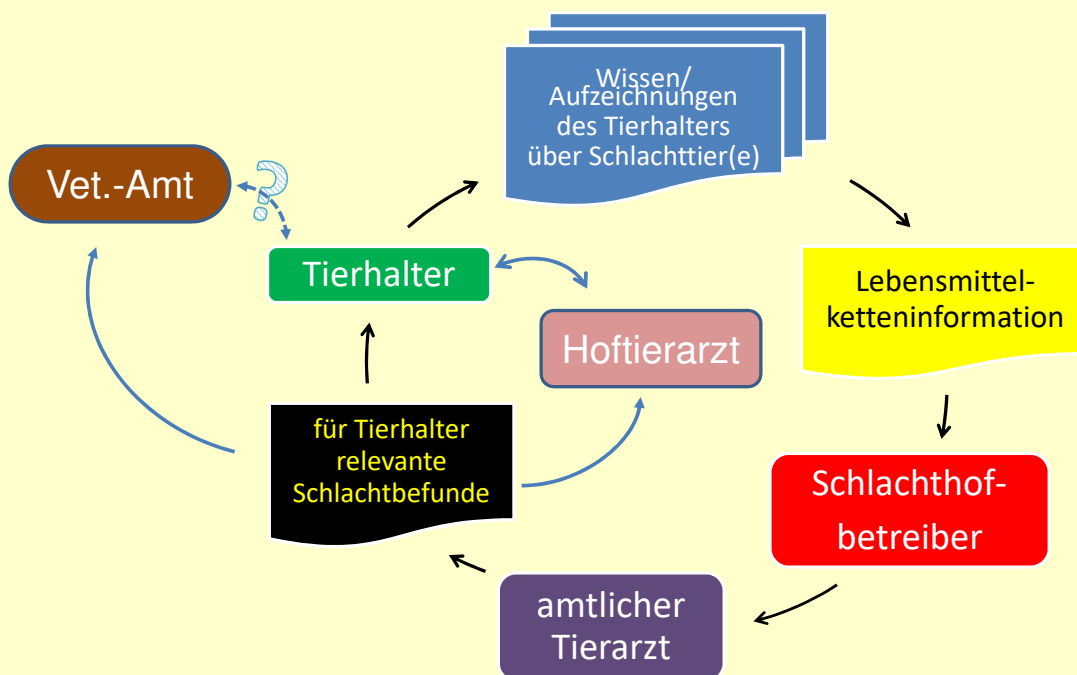 Wissen/
Aufzeichnungen
des Tierhalters
über Schlachttier(e)
Vet.-Amt
?
Tierhalter
Lebensmittel-
ketteninformation
Hoftierarzt
für Tierhalter
relevante
Schlachtbefunde
Schlachthof-
betreiber
amtlicher
Tierarzt